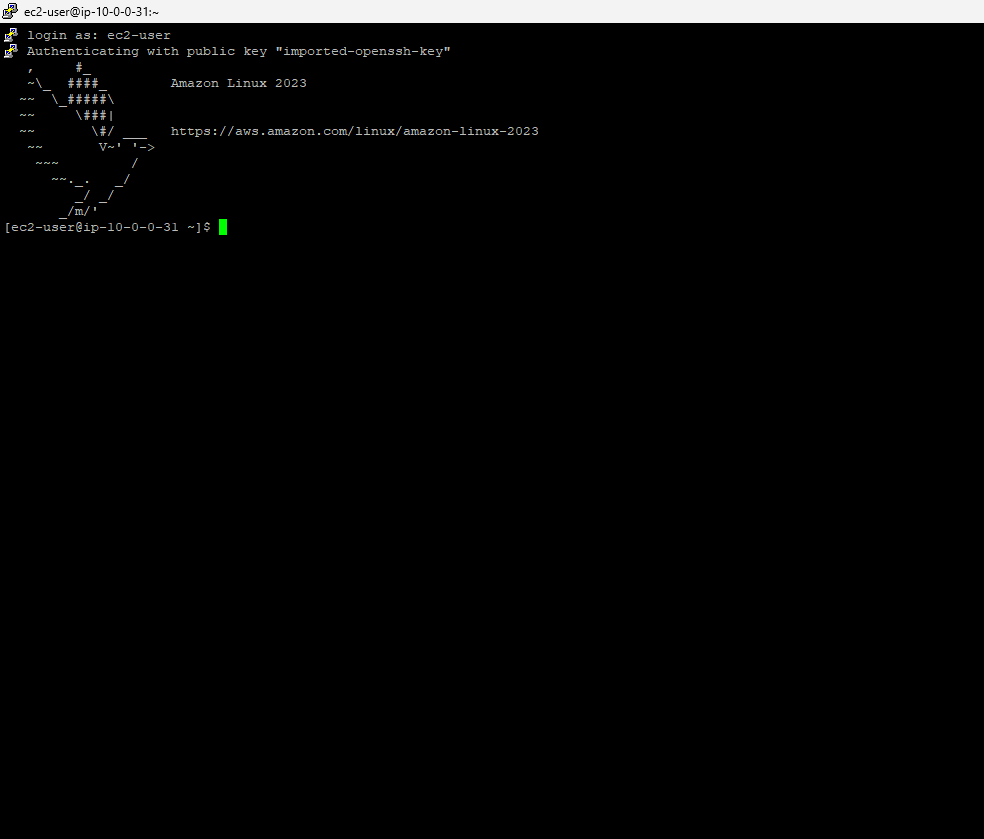 ec2-user@ip-10-0-0-31:~
login as: ec2-user
Authenticating with public key "imported-openssh-key"
   ,     #_
   ~\_  ####_        Amazon Linux 2023
  ~~  \_#####\
  ~~     \###|
  ~~       \#/ ___   https://aws.amazon.com/linux/amazon-linux-2023
   ~~       V~' '->
    ~~~         /
      ~~._.   _/
         _/ _/
       _/m/'
[ec2-user@ip-10-0-0-31 ~]$